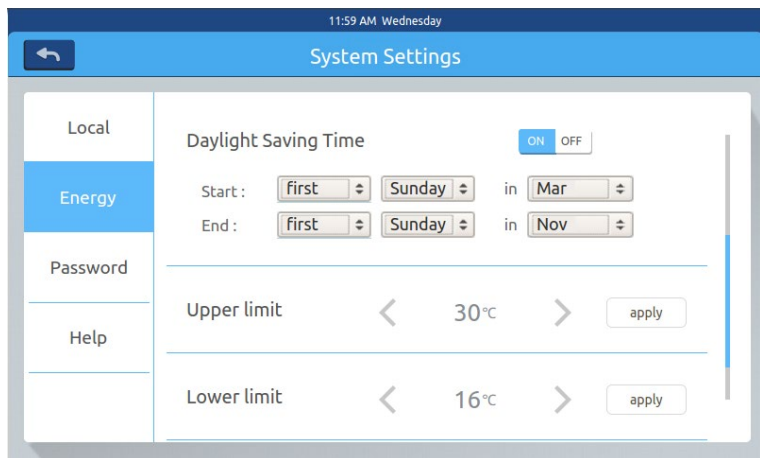 11:59 AM Wednesday
System Settings
Local
Energy
Password
Help
Daylight Saving Time ON OFF
Start : first Sunday in Mar
End : first Sunday in Nov
Upper limit 30℃ apply
Lower limit 16℃ apply